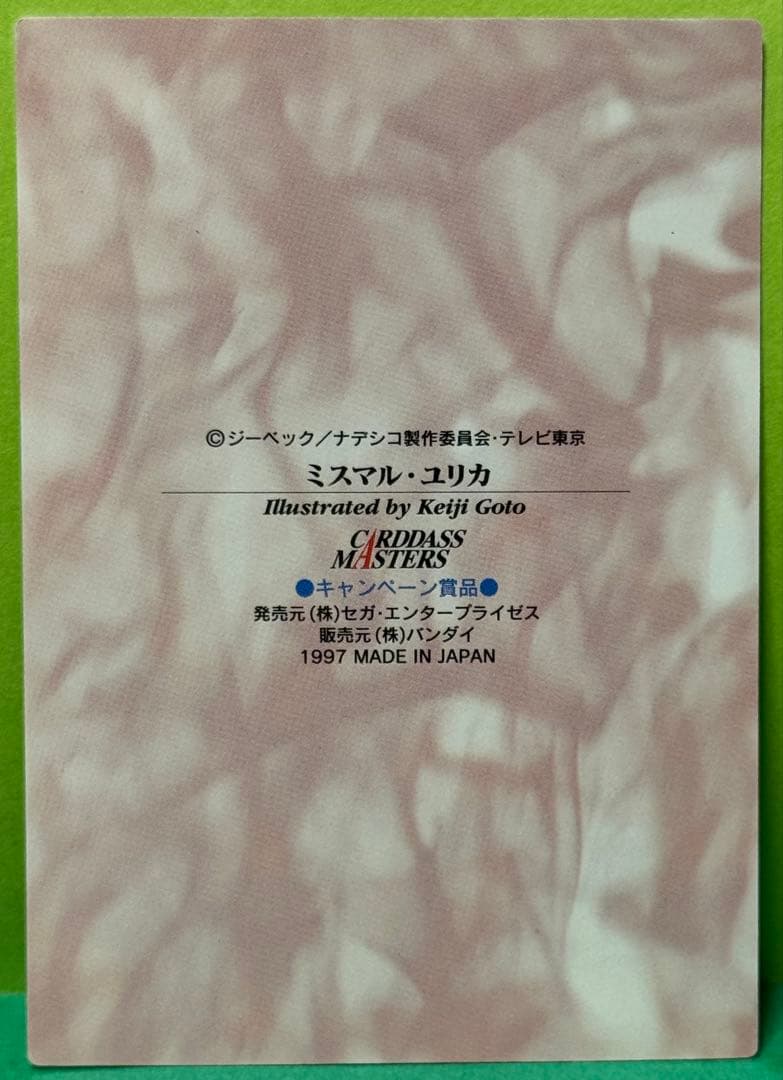 ©ジーベック／ナデシコ製作委員会・テレビ東京
ミスマル・ユリカ
Illustrated by Keiji Goto
CARDDASS
MASTERS
●キャンペーン賞品●
発売元(株)セガ・エンタープライゼス
販売元(株)バンダイ
1997 MADE IN JAPAN